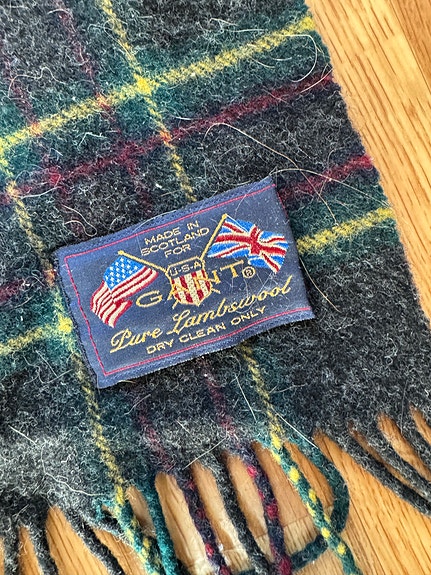 MADE IN
SCOTLAND
FOR
U·S·A
GANT®
Pure Lambswool
DRY CLEAN ONLY